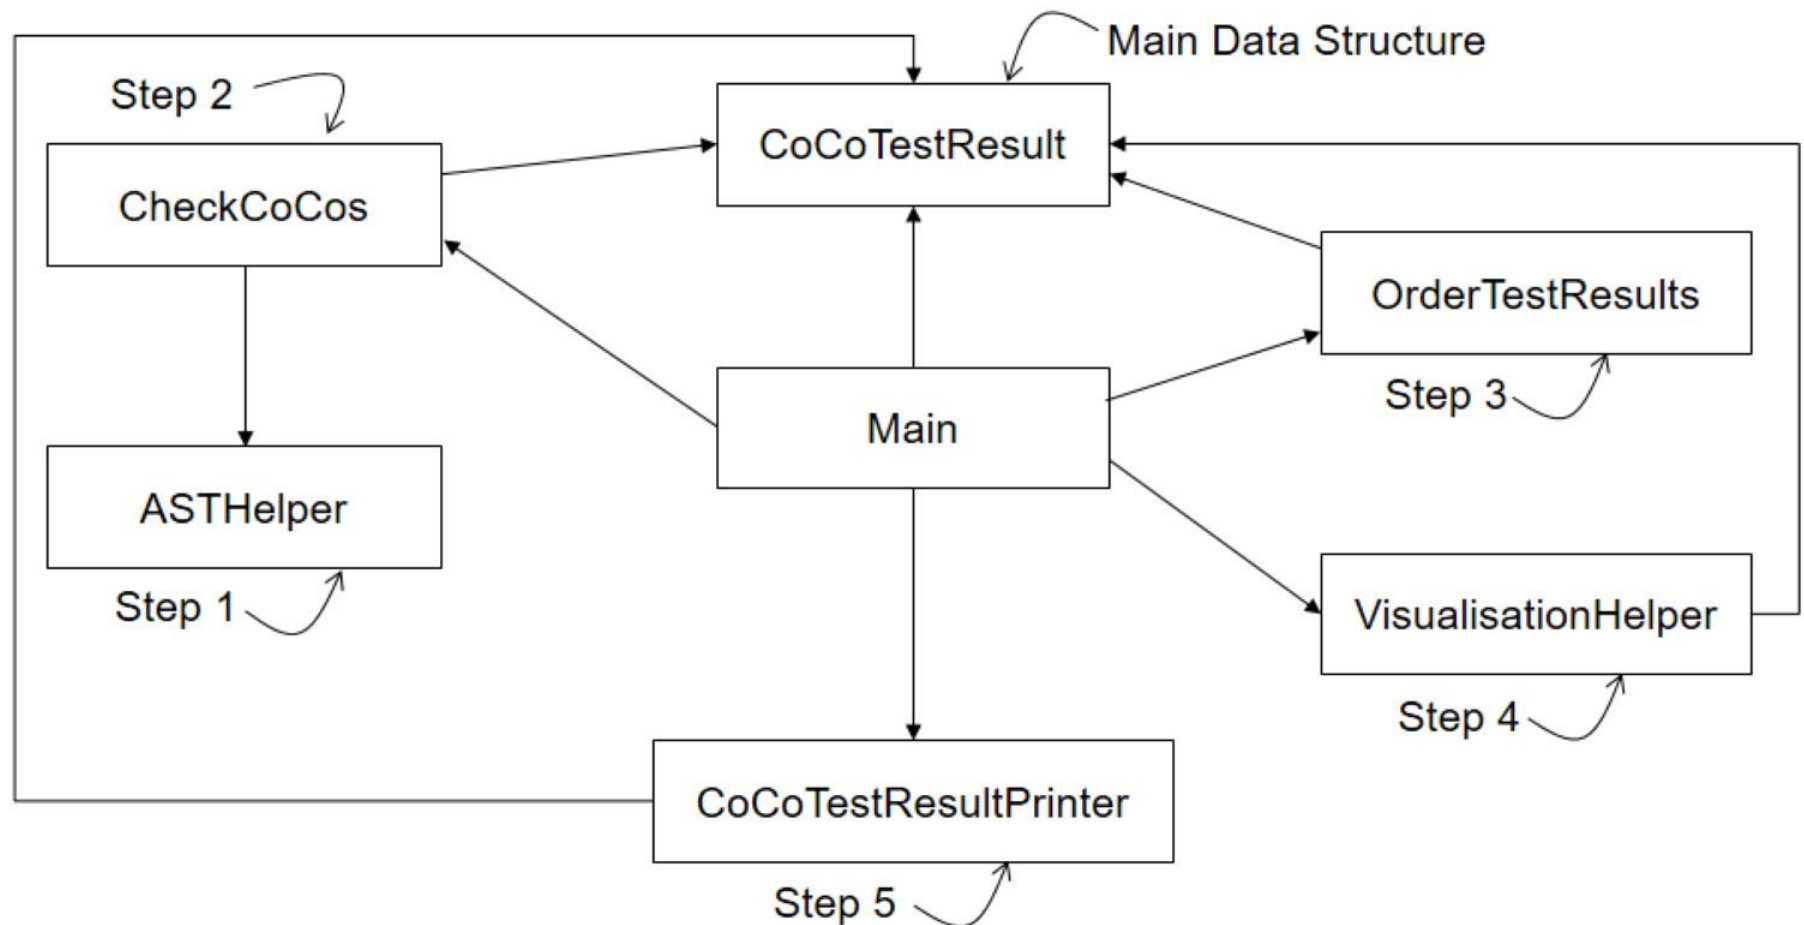 Main Data Structure
Step 2
CoCoTestResult
CheckCoCos
OrderTestResults
Step 3
Main
ASTHelper
Step 1
VisualisationHelper
Step 4
CoCoTestResultPrinter
Step 5